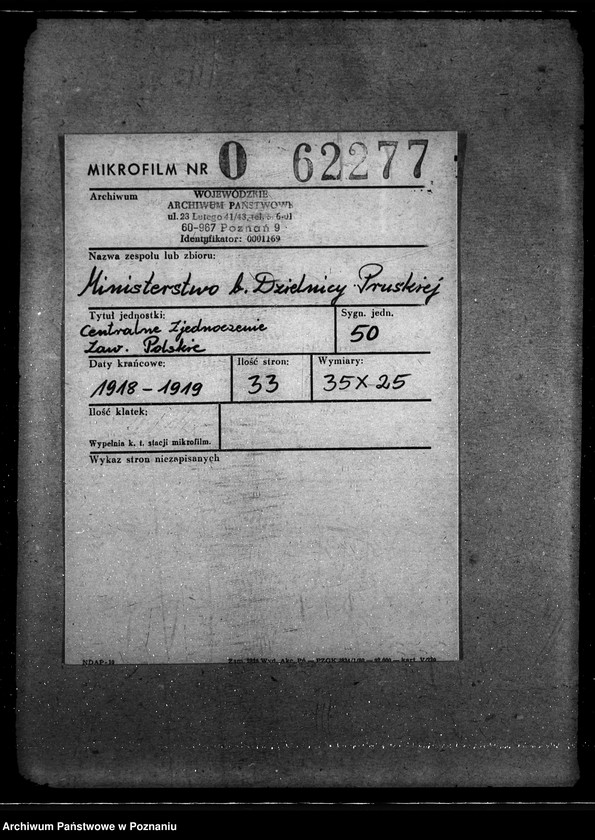 MIKROFILM NR O 62277
Archiwum
WOJEWÓDZKIE
ARCHIWUM PAŃSTWOWE
ul. 23 Lutego 41/43, tel.
60-967 Poznań 9
Identyfikator: 0001169
Nazwa zespołu lub zbioru:
Ministerstwo b. Dzielnicy Pruskiej
Tytuł jednostki:
Centralne Zjednoczenie
Zaw. Polskie
Sygn. jedn.
50
Daty krańcowe:
1918-1919
Ilość stron:
33
Wymiary:
35X25
Ilość klatek:
Wypełnia k. t. stacji mikrofilm.
Wykaz stron niezapisanych
NDAP-
Archiwum Państwowe w Poznaniu